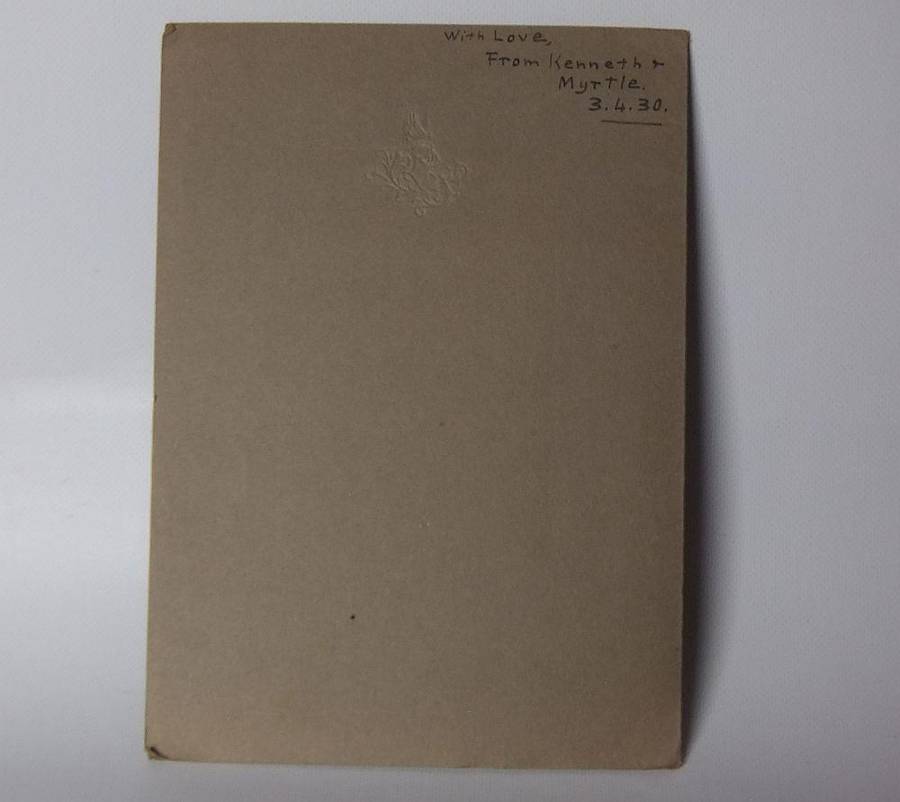 With Love,
From Kenneth &
Myrtle.
3.4.30.